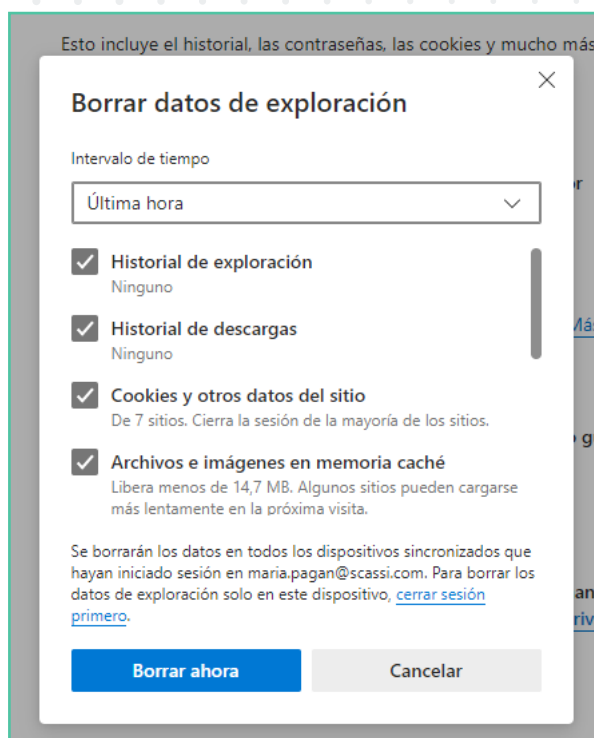 Esto incluye el historial, las contraseñas, las cookies y mucho más
Borrar datos de exploración
Intervalo de tiempo
Última hora
Historial de exploración
Ninguno
Historial de descargas
Ninguno
Cookies y otros datos del sitio
De 7 sitios. Cierra la sesión de la mayoría de los sitios.
Archivos e imágenes en memoria caché
Libera menos de 14,7 MB. Algunos sitios pueden cargarse
más lentamente en la próxima visita.
Se borrarán los datos en todos los dispositivos sincronizados que
hayan iniciado sesión en maria.pagan@scassi.com. Para borrar los
datos de exploración solo en este dispositivo, cerrar sesión
primero.
Borrar ahora
Cancelar